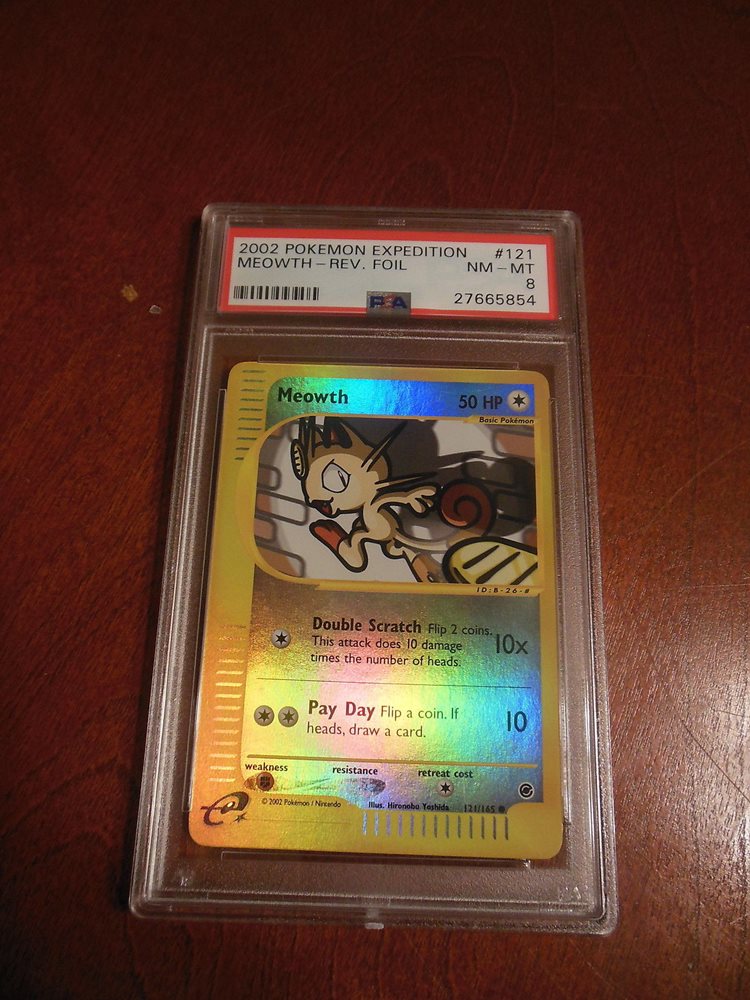 2002 POKEMON EXPEDITION #121
MEOWTH - REV. FOIL NM - MT
8
PSA 27665854
Meowth 50 HP
Basic Pokémon
ID:B-26-#
Double Scratch Flip 2 coins.
This attack does 10 damage
times the number of heads.
10x
Pay Day Flip a coin. If
heads, draw a card.
10
weakness resistance retreat cost
© 2002 Pokémon / Nintendo Illus. Hironobu Yoshida 121/165
e